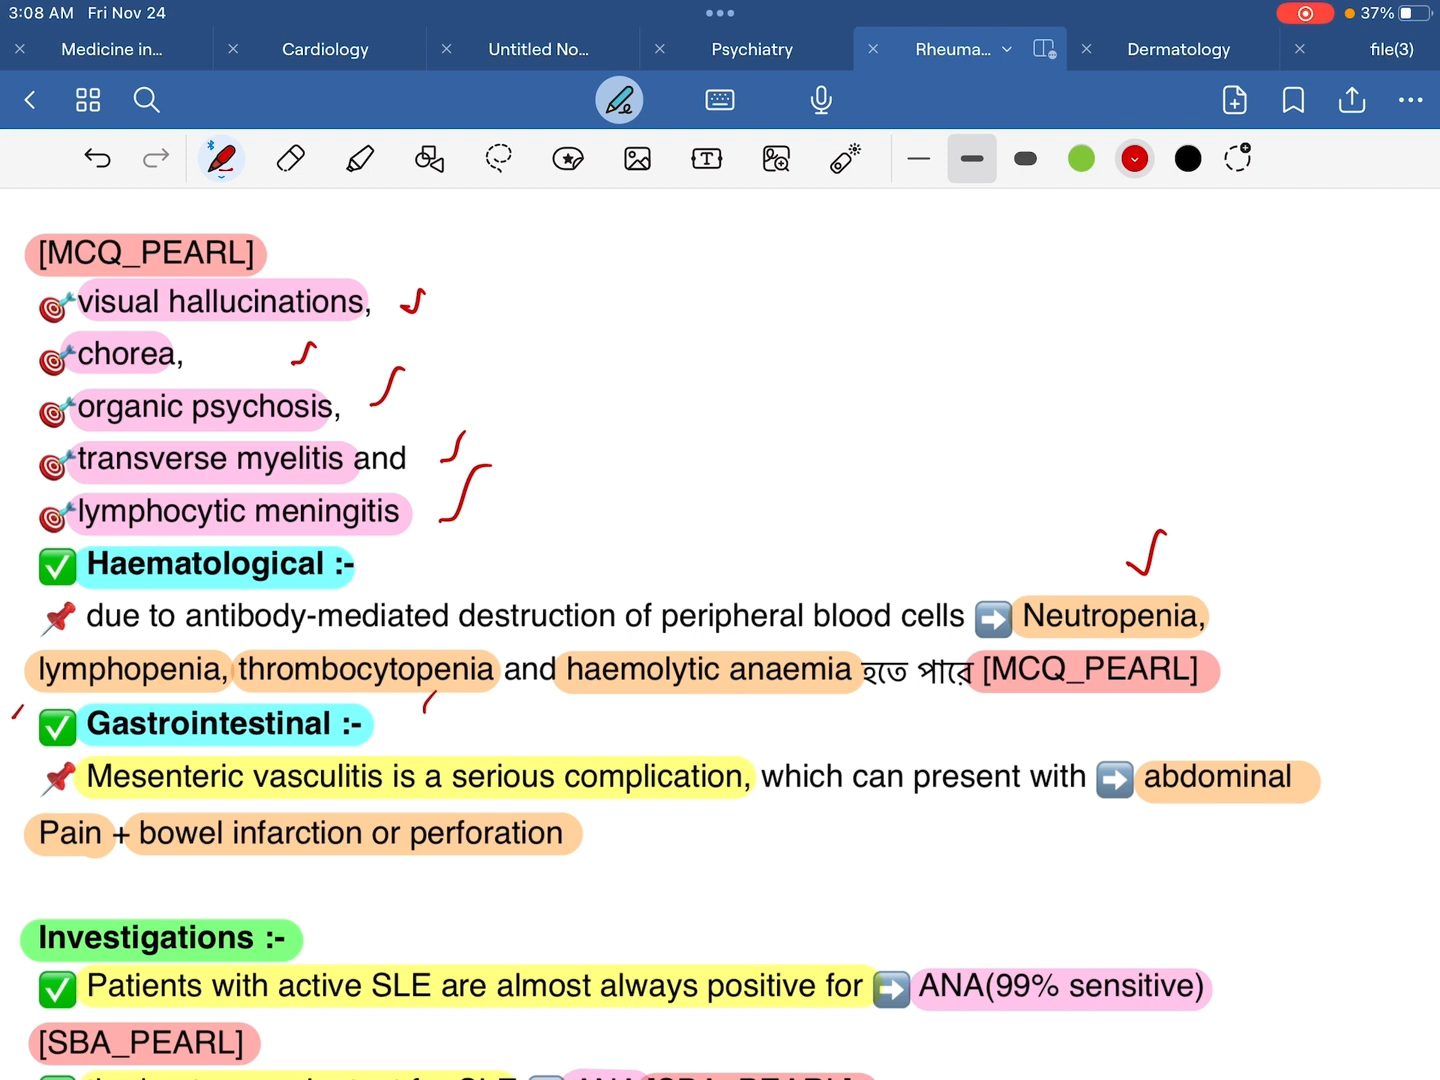 3:08 AM Fri Nov 24
37%
Medicine in...
Cardiology
Untitled No...
Psychiatry
Rheuma...
Dermatology
file(3)
[MCQ_PEARL]
visual hallucinations,
chorea,
organic psychosis,
transverse myelitis and
lymphocytic meningitis
Haematological :-
due to antibody-mediated destruction of peripheral blood cells ➡ Neutropenia,
lymphopenia, thrombocytopenia and haemolytic anaemia হতে পারে [MCQ_PEARL]
Gastrointestinal :-
Mesenteric vasculitis is a serious complication, which can present with ➡ abdominal
Pain + bowel infarction or perforation
Investigations :-
Patients with active SLE are almost always positive for ➡ ANA(99% sensitive)
[SBA_PEARL]